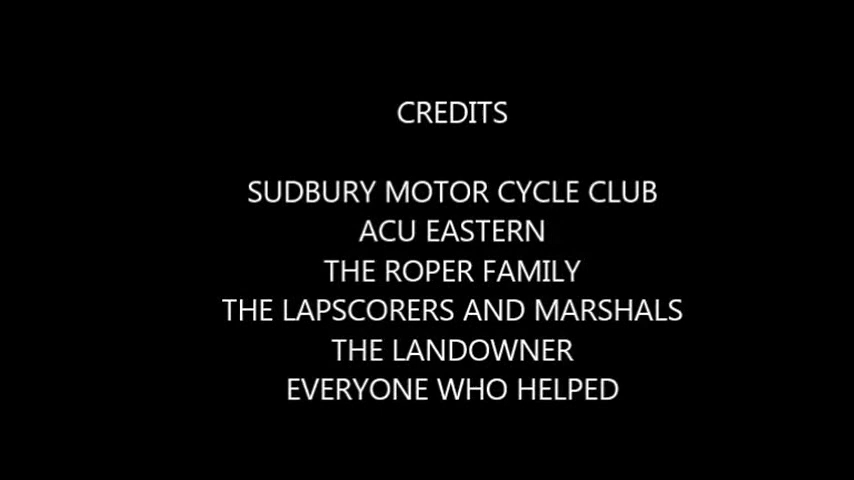 CREDITS
SUDBURY MOTOR CYCLE CLUB
ACU EASTERN
THE ROPER FAMILY
THE LAPSCORERS AND MARSHALS
THE LANDOWNER
EVERYONE WHO HELPED